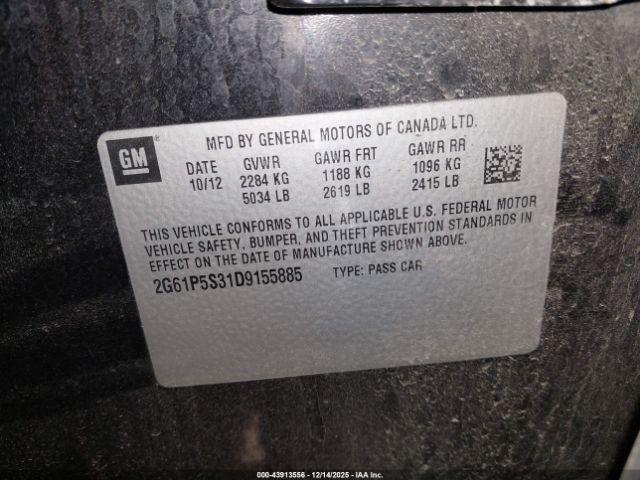 MFD BY GENERAL MOTORS OF CANADA LTD.
GM®
DATE GVWR GAWR FRT GAWR RR
10/12 2284 KG 1188 KG 1096 KG
5034 LB 2619 LB 2415 LB
THIS VEHICLE CONFORMS TO ALL APPLICABLE U.S. FEDERAL MOTOR
VEHICLE SAFETY, BUMPER, AND THEFT PREVENTION STANDARDS IN
EFFECT ON THE DATE OF MANUFACTURE SHOWN ABOVE.
2G61P5S31D9155885 TYPE: PASS CAR
000-43913556 - 12/14/2025 - IAA Inc.